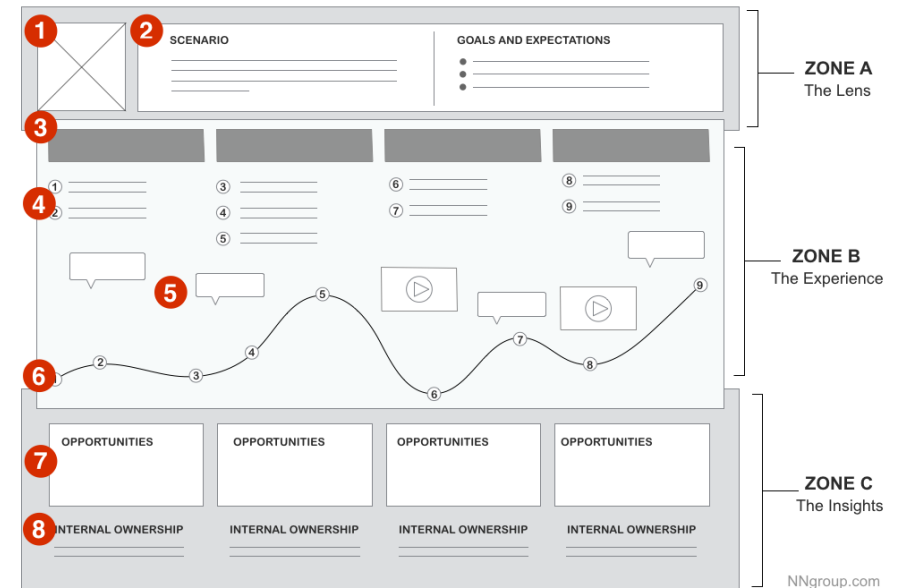 1
2
SCENARIO
GOALS AND EXPECTATIONS
ZONE A
The Lens
3
4
1
2
3
4
5
6
7
8
9
5
ZONE B
The Experience
6
1
2
3
4
5
6
7
8
9
7
OPPORTUNITIES
OPPORTUNITIES
OPPORTUNITIES
OPPORTUNITIES
ZONE C
The Insights
8
INTERNAL OWNERSHIP
INTERNAL OWNERSHIP
INTERNAL OWNERSHIP
INTERNAL OWNERSHIP
NNgroup.com